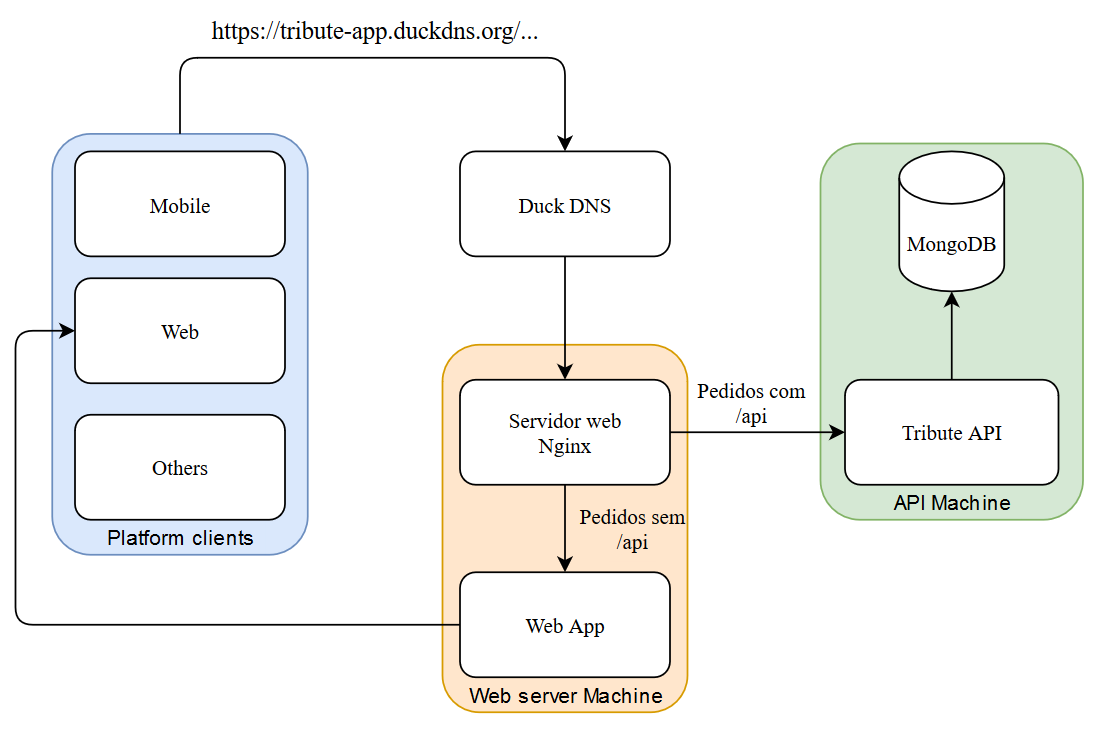 https://tribute-app.duckdns.org/...
Mobile
Web
Others
Platform clients
Duck DNS
Servidor web
Nginx
Pedidos com
/api
Pedidos sem
/api
Web App
Web server Machine
MongoDB
Tribute API
API Machine